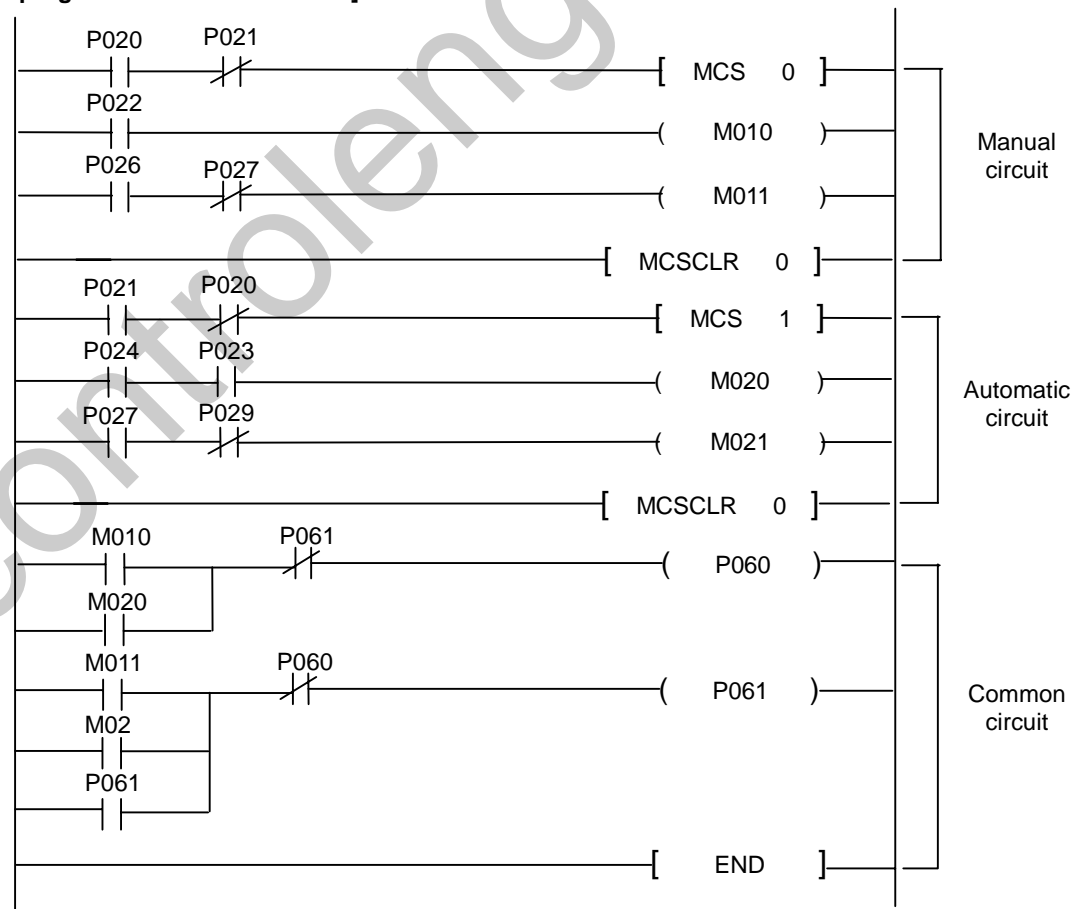 P020 P021
[ MCS 0 ]
P022
( M010 )
Manual
circuit
P026 P027
( M011 )
[ MCSCLR 0 ]
P021 P020
[ MCS 1 ]
P024 P023
( M020 )
Automatic
circuit
P027 P029
( M021 )
[ MCSCLR 0 ]
M010 P061
( P060 )
M020
M011 P060
( P061 )
Common
circuit
M02
P061
[ END ]
controleng